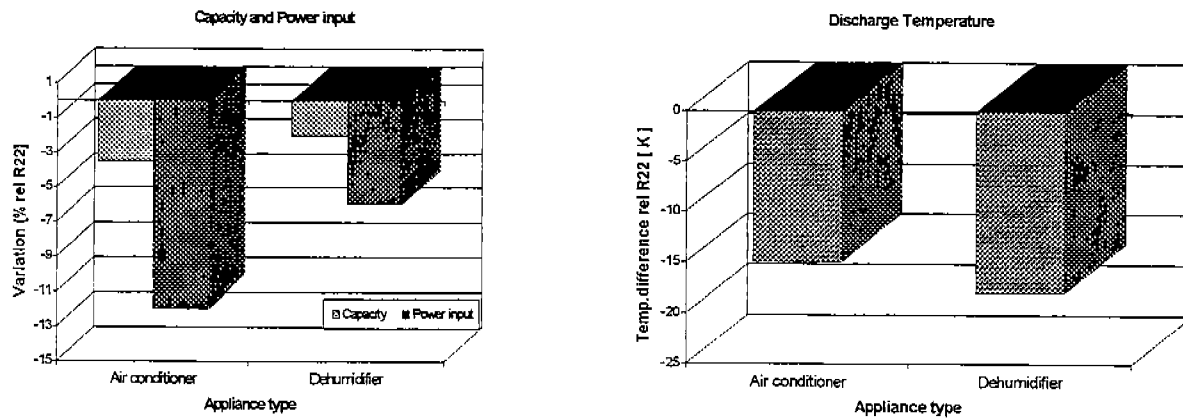 Capacity and Power input
1
-1
-3
-5
-7
-9
-11
-13
-15
Variation (% rel R22]
Capacity
Power input
Air conditioner
Dehumidifier
Appliance type
Discharge Temperature
0
-5
-10
-15
-20
-25
Temp.difference rel R22 [ K]
Air conditioner
Dehumidifier
Appliance type